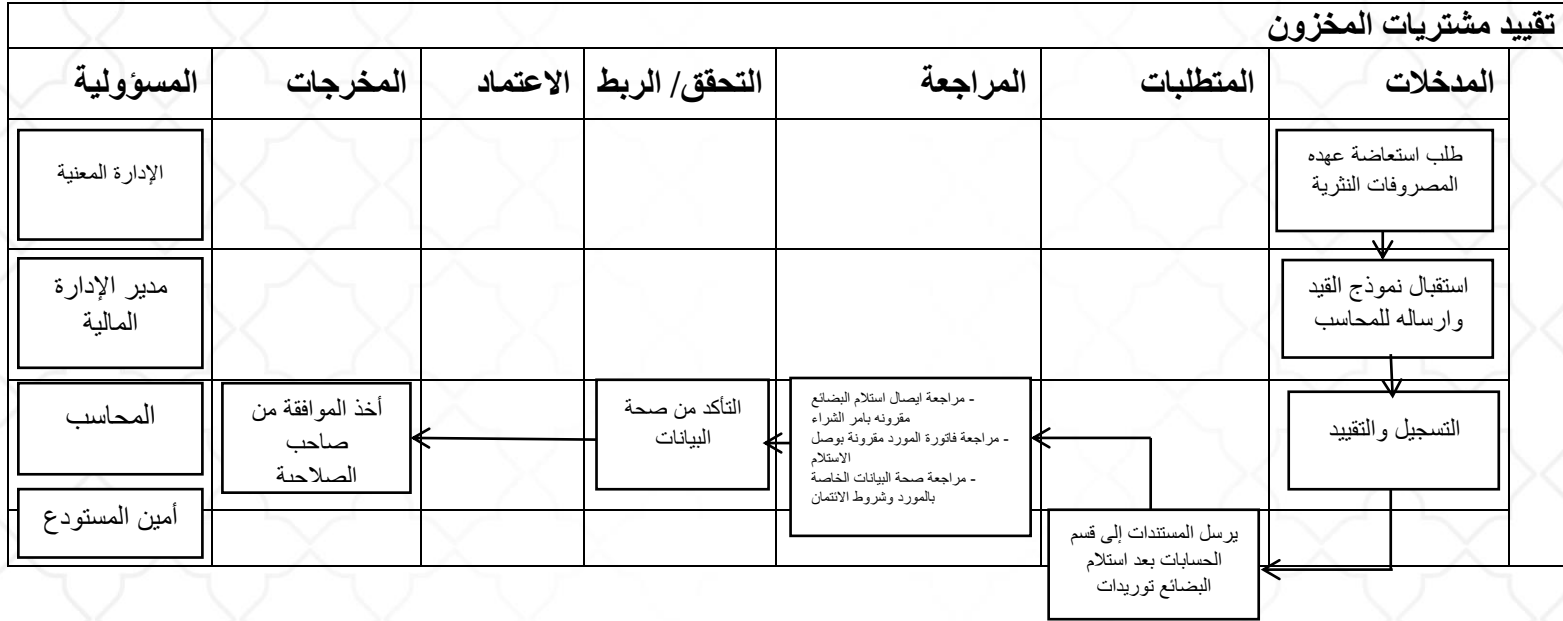 تقييد مشتريات المخزون
المدخلات المتطلبات المراجعة التحقق/ الربط الاعتماد المخرجات المسؤولية
طلب استعاضة عهده
المصروفات النثرية
الإدارة المعنية
استقبال نموذج القيد
وارساله للمحاسب
مدير الإدارة
المالية
التسجيل والتقييد
- مراجعة ايصال استلام البضائع
مقرونه بامر الشراء
- مراجعة فاتورة المورد مقرونة بوصل
الاستلام
- مراجعة صحة البيانات الخاصة
بالمورد وشروط الائتمان
التأكد من صحة
البيانات
أخذ الموافقة من
صاحب
الصلاحية
المحاسب
يرسل المستندات إلى قسم
الحسابات بعد استلام
البضائع توريدات
أمين المستودع